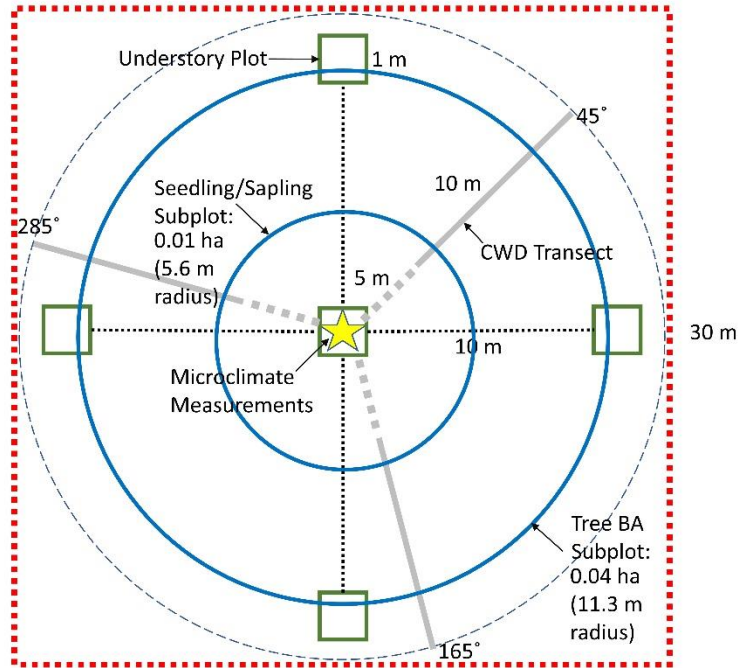 Understory Plot
1 m
45˚
10 m
Seedling/Sapling
Subplot:
0.01 ha
(5.6 m
radius)
285˚
CWD Transect
5 m
10 m
30 m
Microclimate
Measurements
Tree BA
Subplot:
0.04 ha
(11.3 m
radius)
165˚